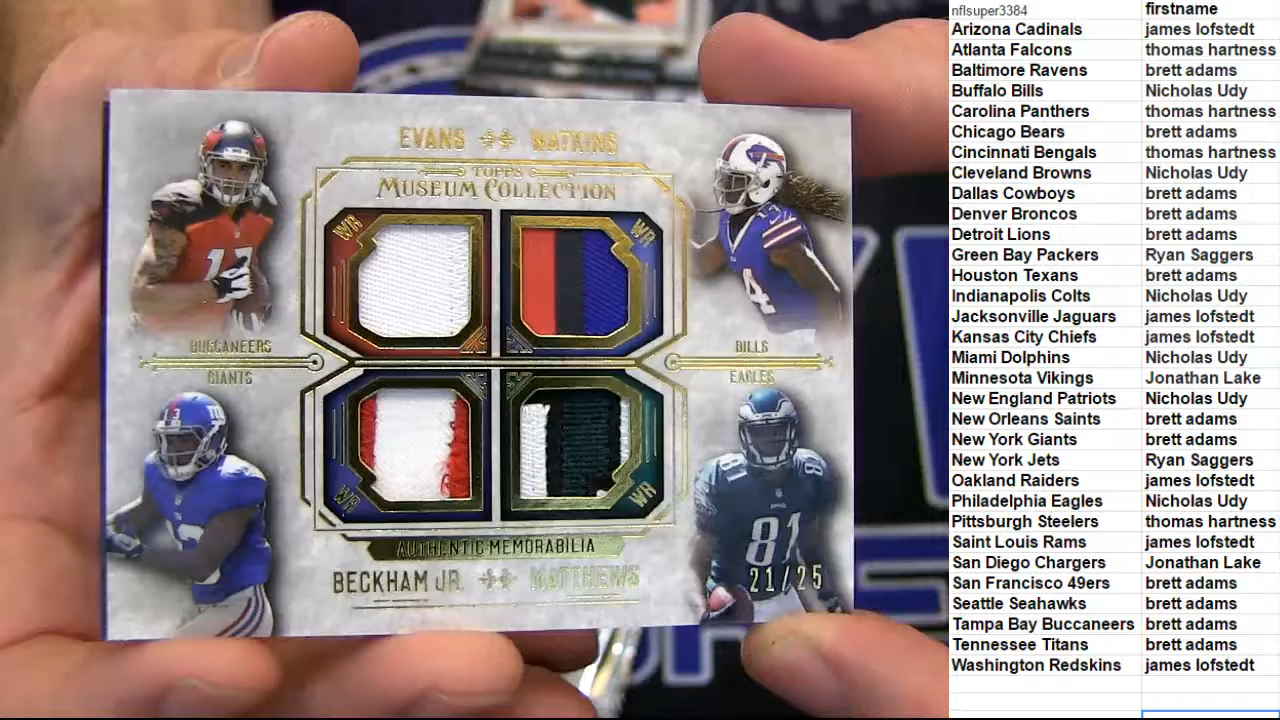 EVANS WATKINS
TOPPS
MUSEUM COLLECTION
WR WR
BUCCANEERS BILLS
GIANTS EAGLES
WR WR
AUTHENTIC MEMORABILIA
BECKHAM JR. MATTHEWS
13
14
13
81 81
81
21/25
nflsuper3384 firstname
Arizona Cadinals james lofstedt
Atlanta Falcons thomas hartness
Baltimore Ravens brett adams
Buffalo Bills Nicholas Udy
Carolina Panthers thomas hartness
Chicago Bears brett adams
Cincinnati Bengals thomas hartness
Cleveland Browns Nicholas Udy
Dallas Cowboys brett adams
Denver Broncos brett adams
Detroit Lions brett adams
Green Bay Packers Ryan Saggers
Houston Texans brett adams
Indianapolis Colts Nicholas Udy
Jacksonville Jaguars james lofstedt
Kansas City Chiefs james lofstedt
Miami Dolphins Nicholas Udy
Minnesota Vikings Jonathan Lake
New England Patriots Nicholas Udy
New Orleans Saints brett adams
New York Giants brett adams
New York Jets Ryan Saggers
Oakland Raiders james lofstedt
Philadelphia Eagles Nicholas Udy
Pittsburgh Steelers thomas hartness
Saint Louis Rams james lofstedt
San Diego Chargers Jonathan Lake
San Francisco 49ers brett adams
Seattle Seahawks brett adams
Tampa Bay Buccaneers brett adams
Tennessee Titans brett adams
Washington Redskins james lofstedt